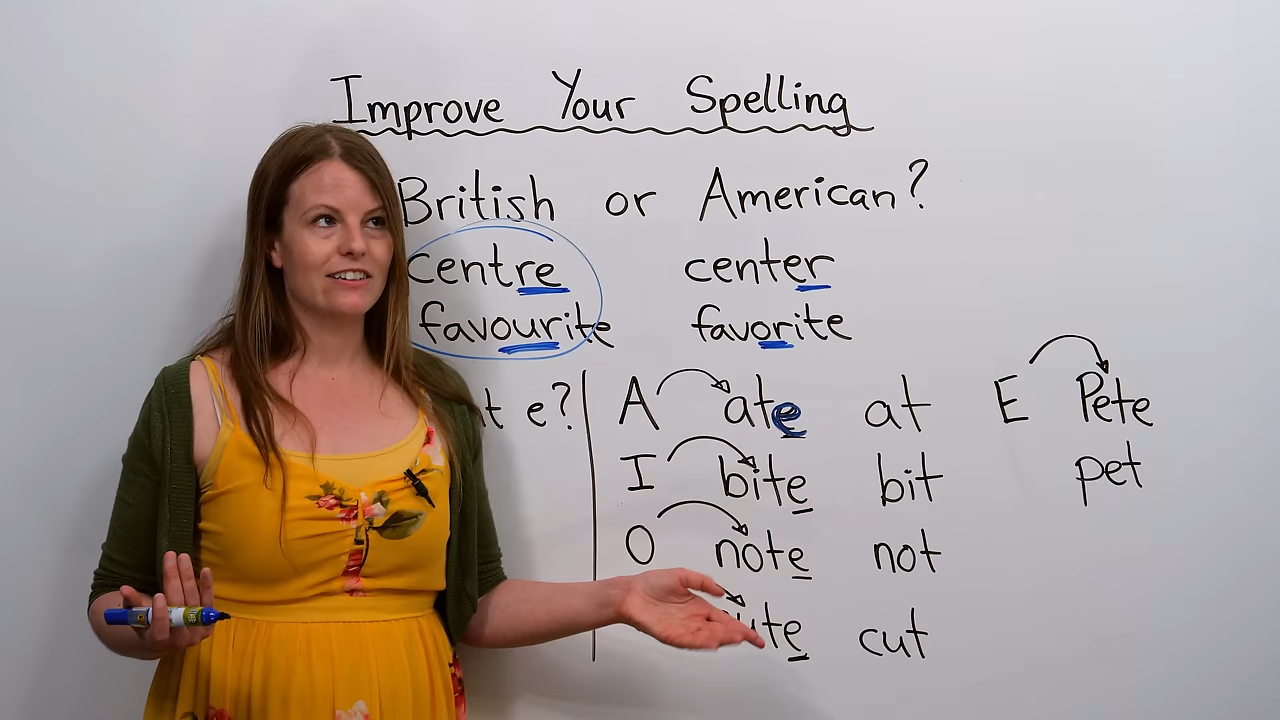 Improve Your Spelling
British or American?
centre center
favourite favorite
t e?
A ate at E Pete
I bite bit pet
O note not
ute cut